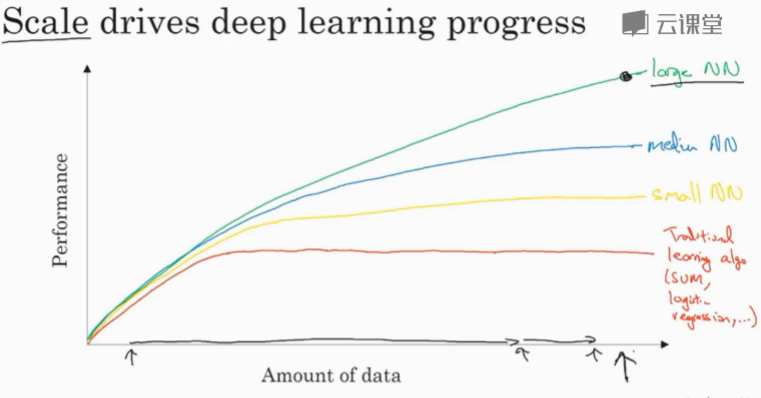 Scale drives deep learning progress
云课堂
large NN
medium NN
small NN
Traditional
learning algo
(SVM,
logistic
regression,...)
Performance
Amount of data